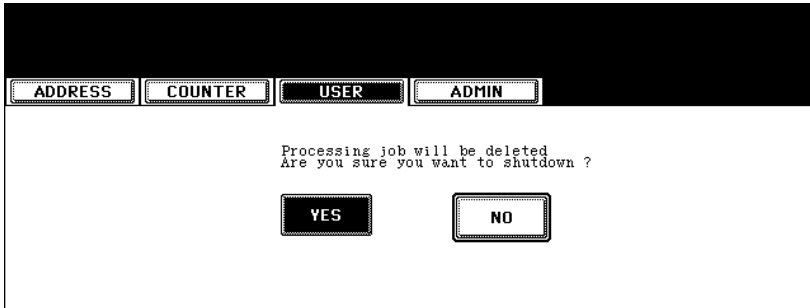 ADDRESS COUNTER USER ADMIN
Processing job will be deleted
Are you sure you want to shutdown ?
YES NO